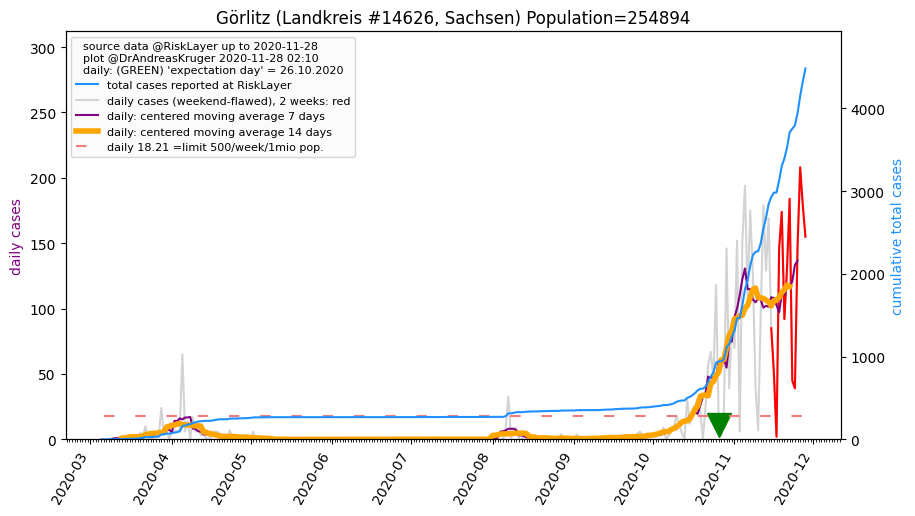 Görlitz (Landkreis #14626, Sachsen) Population=254894
source data @RiskLayer up to 2020-11-28
plot @DrAndreasKruger 2020-11-28 02:10
daily: (GREEN) 'expectation day' = 26.10.2020
total cases reported at RiskLayer
daily cases (weekend-flawed), 2 weeks: red
daily: centered moving average 7 days
daily: centered moving average 14 days
daily 18.21 =limit 500/week/1mio pop.
daily cases
300
250
200
150
100
50
0
cumulative total cases
4000
3000
2000
1000
0
2020-03
2020-04
2020-05
2020-06
2020-07
2020-08
2020-09
2020-10
2020-11
2020-12